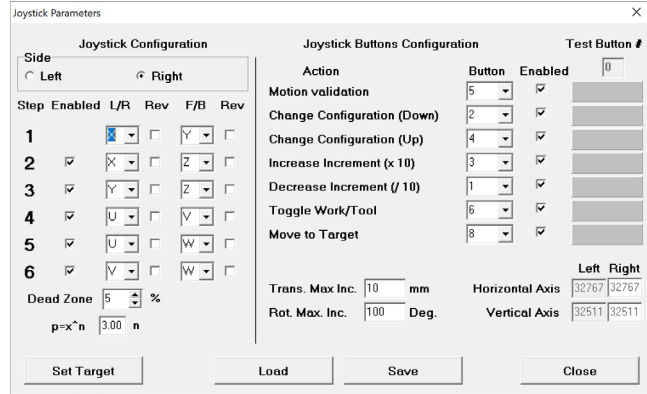 Joystick Parameters
Joystick Configuration
Side
Left Right
Step Enabled L/R Rev F/B Rev
1 X Y
2 X Z
3 Y Z
4 U V
5 U W
6 V W
Dead Zone 5 %
p=x^n 3.00 n
Joystick Buttons Configuration Test Button #
0
Action Button Enabled
Motion validation 5
Change Configuration (Down) 2
Change Configuration (Up) 4
Increase Increment (x 10) 3
Decrease Increment (/ 10) 1
Toggle Work/Tool 6
Move to Target 8
Left Right
Trans. Max Inc. 10 mm Horizontal Axis 32767 32767
Rot. Max. Inc. 100 Deg. Vertical Axis 32511 32511
Set Target Load Save Close